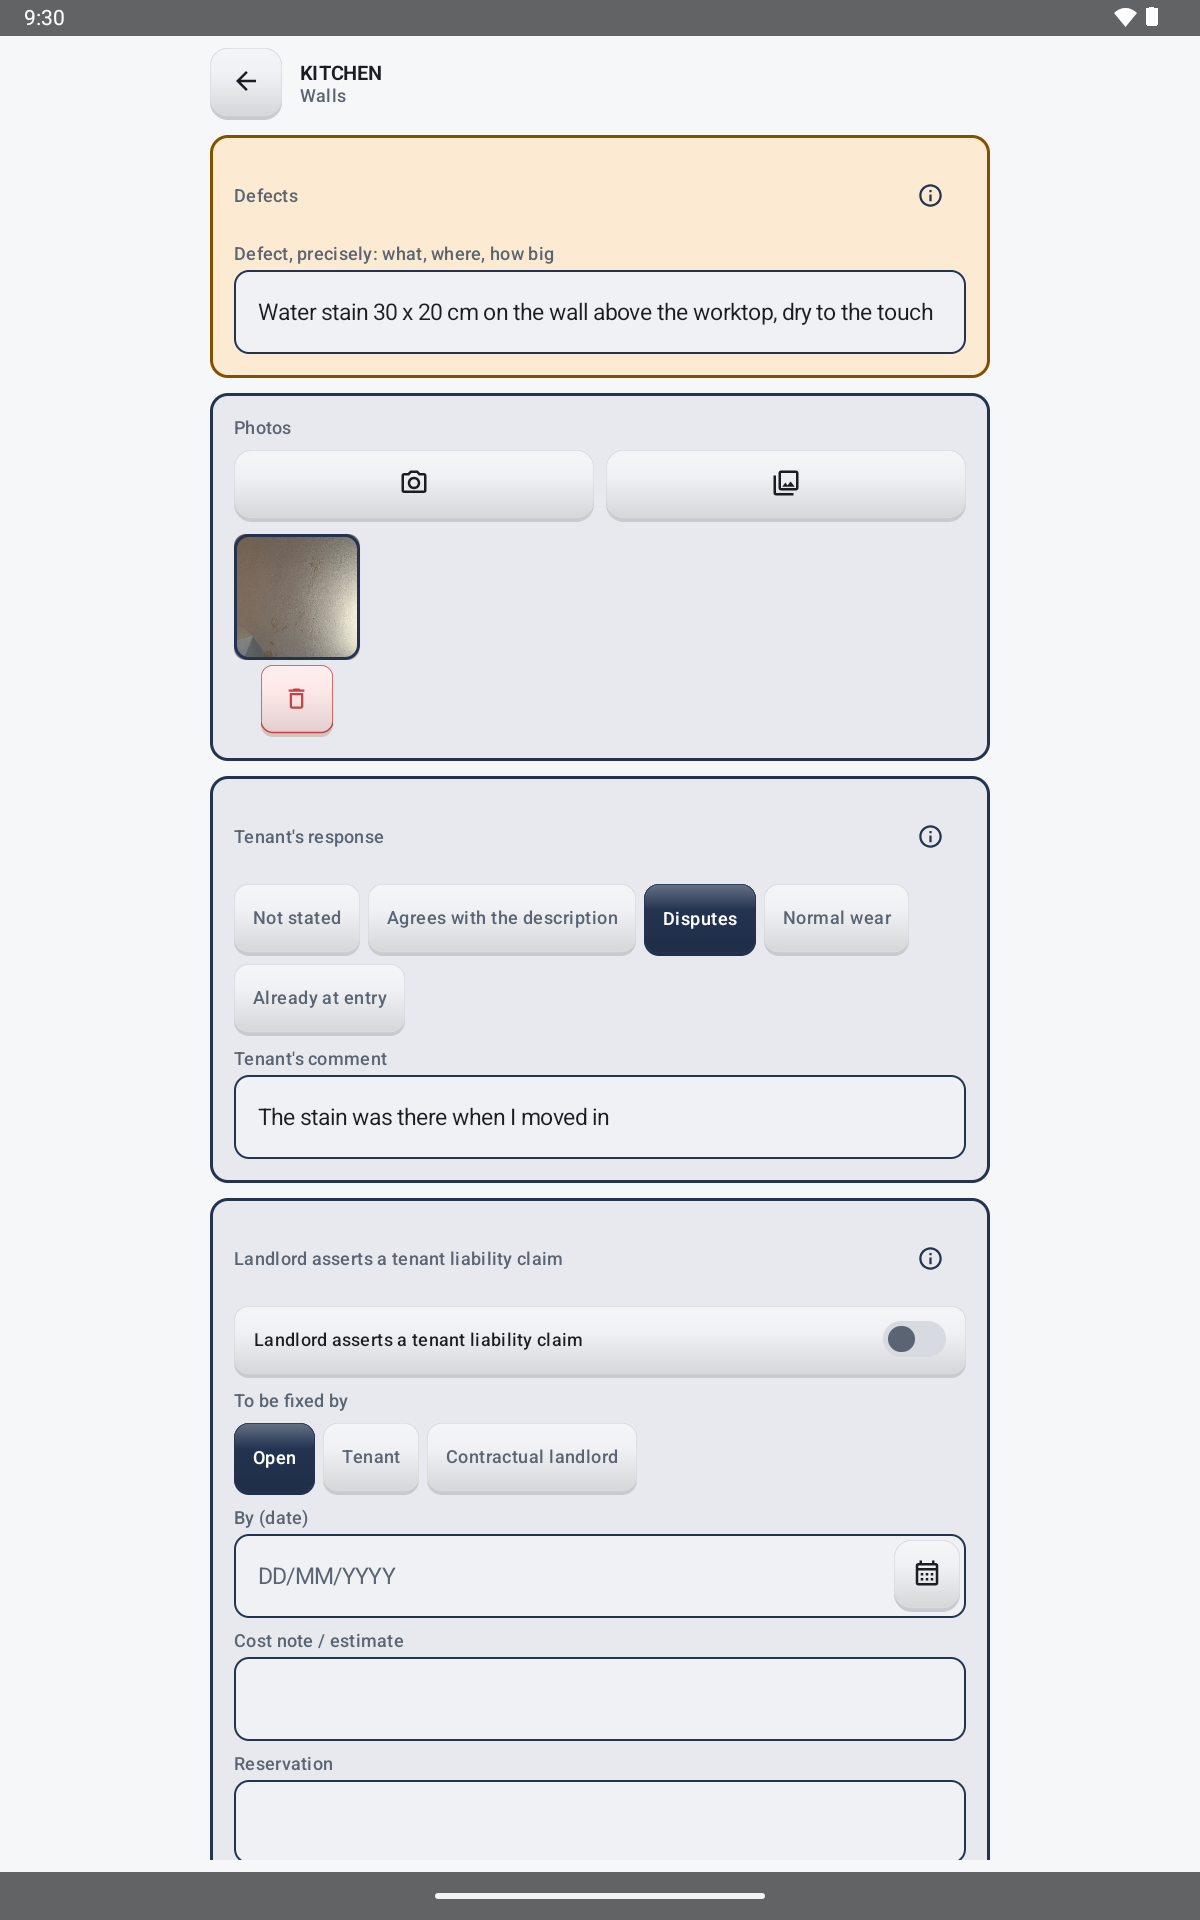 9:30
KITCHEN
Walls
Defects
Defect, precisely: what, where, how big
Water stain 30 x 20 cm on the wall above the worktop, dry to the touch
Photos
Tenant's response
Not stated
Agrees with the description
Disputes
Normal wear
Already at entry
Tenant's comment
The stain was there when I moved in
Landlord asserts a tenant liability claim
Landlord asserts a tenant liability claim
To be fixed by
Open
Tenant
Contractual landlord
By (date)
DD/MM/YYYY
Cost note / estimate
Reservation